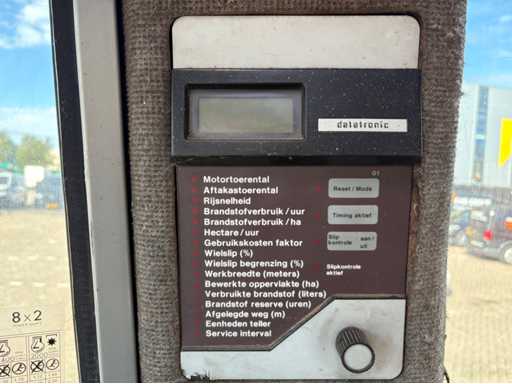 datatronic
01
Motortoerental
Aftakastoerental
Rijsnelheid
Brandstofverbruik/uur
Brandstofverbruik/ha
Hectare/uur
Gebruikskosten faktor
Wielslip (%)
Wielslip begrenzing (%)
Werkbreedte (meters)
Bewerkte oppervlakte (ha)
Verbruikte brandstof (liters)
Brandstof reserve (uren)
Afgelegde weg (m)
Eenheden teller
Service interval
Reset / Mode
Timing aktief
Slip kontrole aan / uit
Slipkontrole
aktief
8x2